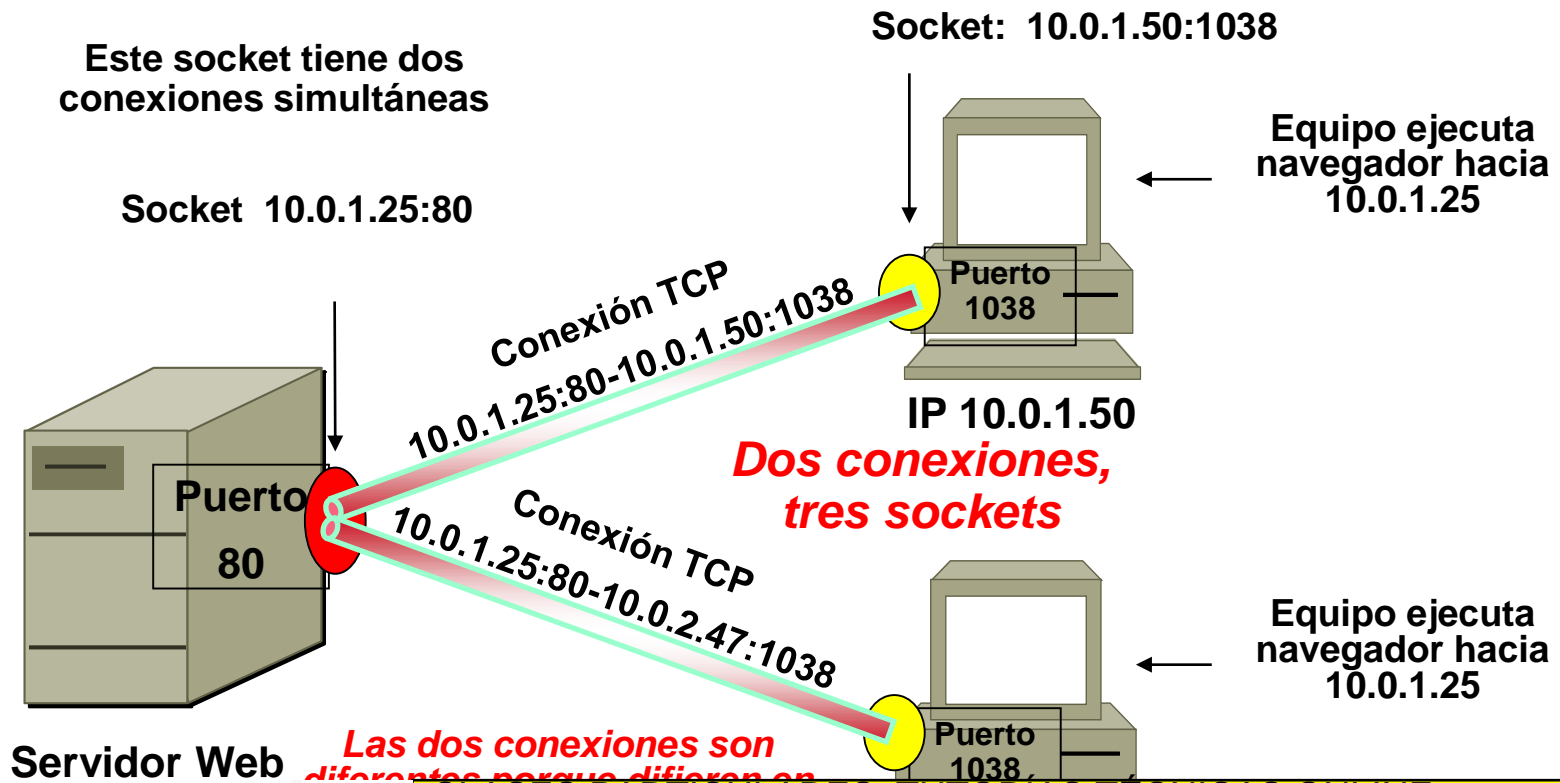 Socket: 10.0.1.50:1038
Este socket tiene dos
conexiones simultáneas
Equipo ejecuta
navegador hacia
10.0.1.25
Socket 10.0.1.25:80
Puerto
1038
Conexión TCP
10.0.1.25:80-10.0.1.50:1038
IP 10.0.1.50
Dos conexiones,
tres sockets
Puerto
80
Conexión TCP
10.0.1.25:80-10.0.2.47:1038
Equipo ejecuta
navegador hacia
10.0.1.25
Puerto
1038
Servidor Web
Las dos conexiones son
diferentes porque difieren en